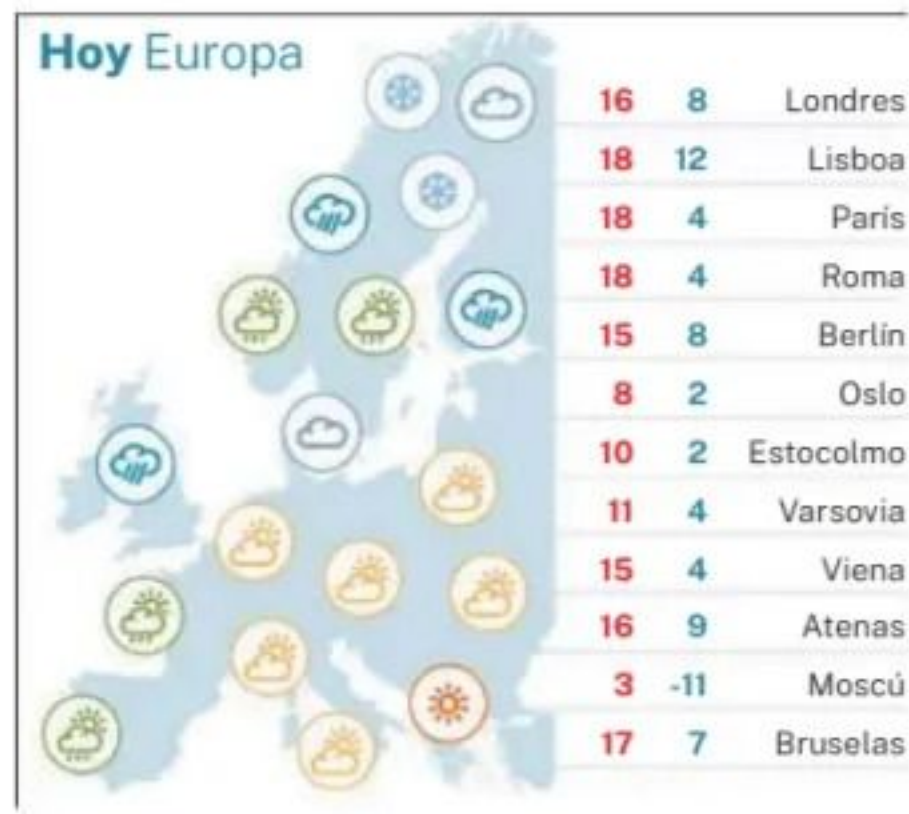 Hoy Europa
16 8 Londres
18 12 Lisboa
18 4 París
18 4 Roma
15 8 Berlín
8 2 Oslo
10 2 Estocolmo
11 4 Varsovia
15 4 Viena
16 9 Atenas
3 -11 Moscú
17 7 Bruselas